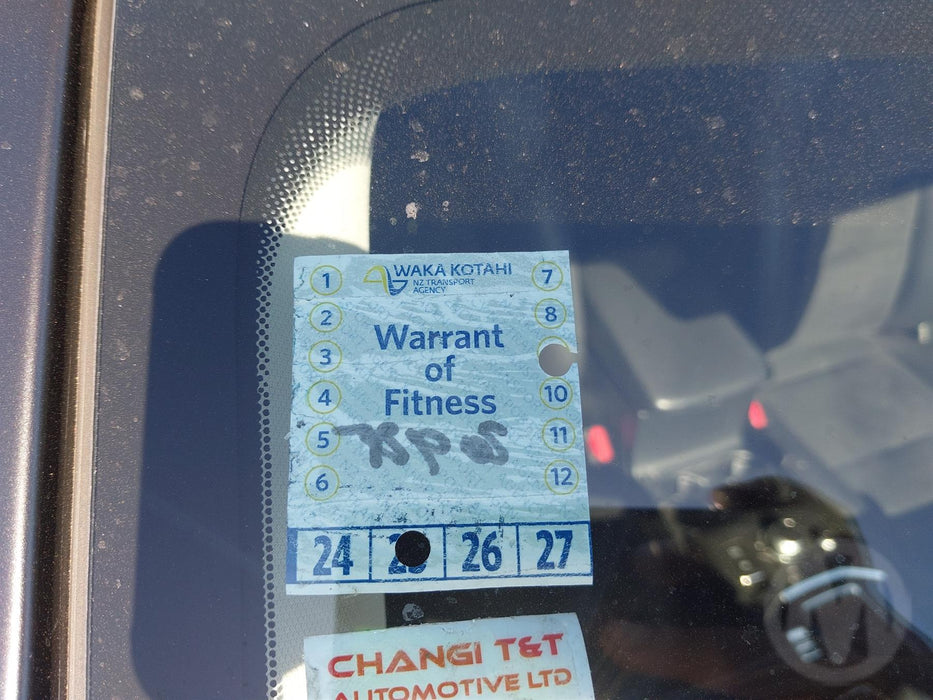 WAKA KOTAHI
NZ TRANSPORT
AGENCY
1
2
3
4
5
6
7
8
10
11
12
Warrant
of
Fitness
24
26
27
CHANGI T&T
AUTOMOTIVE LTD